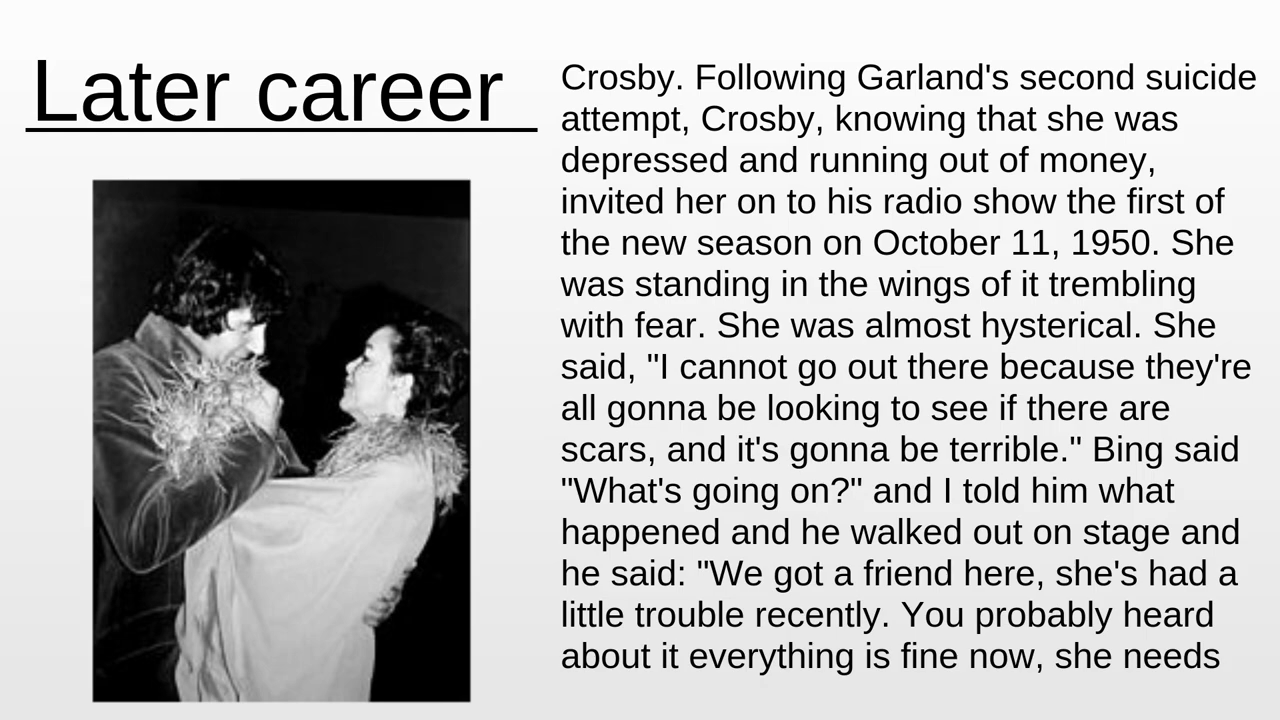 Later career
Crosby. Following Garland's second suicide
attempt, Crosby, knowing that she was
depressed and running out of money,
invited her on to his radio show the first of
the new season on October 11, 1950. She
was standing in the wings of it trembling
with fear. She was almost hysterical. She
said, "I cannot go out there because they're
all gonna be looking to see if there are
scars, and it's gonna be terrible." Bing said
"What's going on?" and I told him what
happened and he walked out on stage and
he said: "We got a friend here, she's had a
little trouble recently. You probably heard
about it everything is fine now, she needs